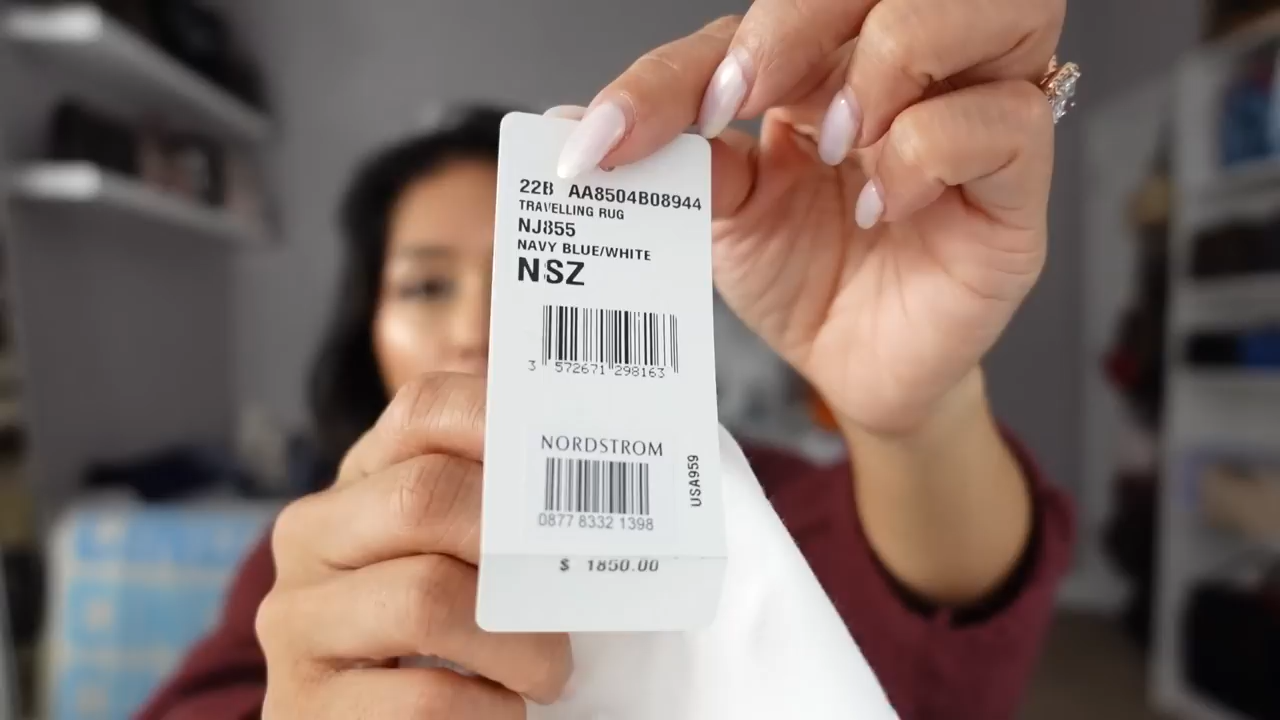 22B AA8504B08944
TRAVELLING RUG
NJ855
NAVY BLUE/WHITE
NSZ
3 572671 298163
NORDSTROM
0877 8332 1398
USA959
$ 1850.00